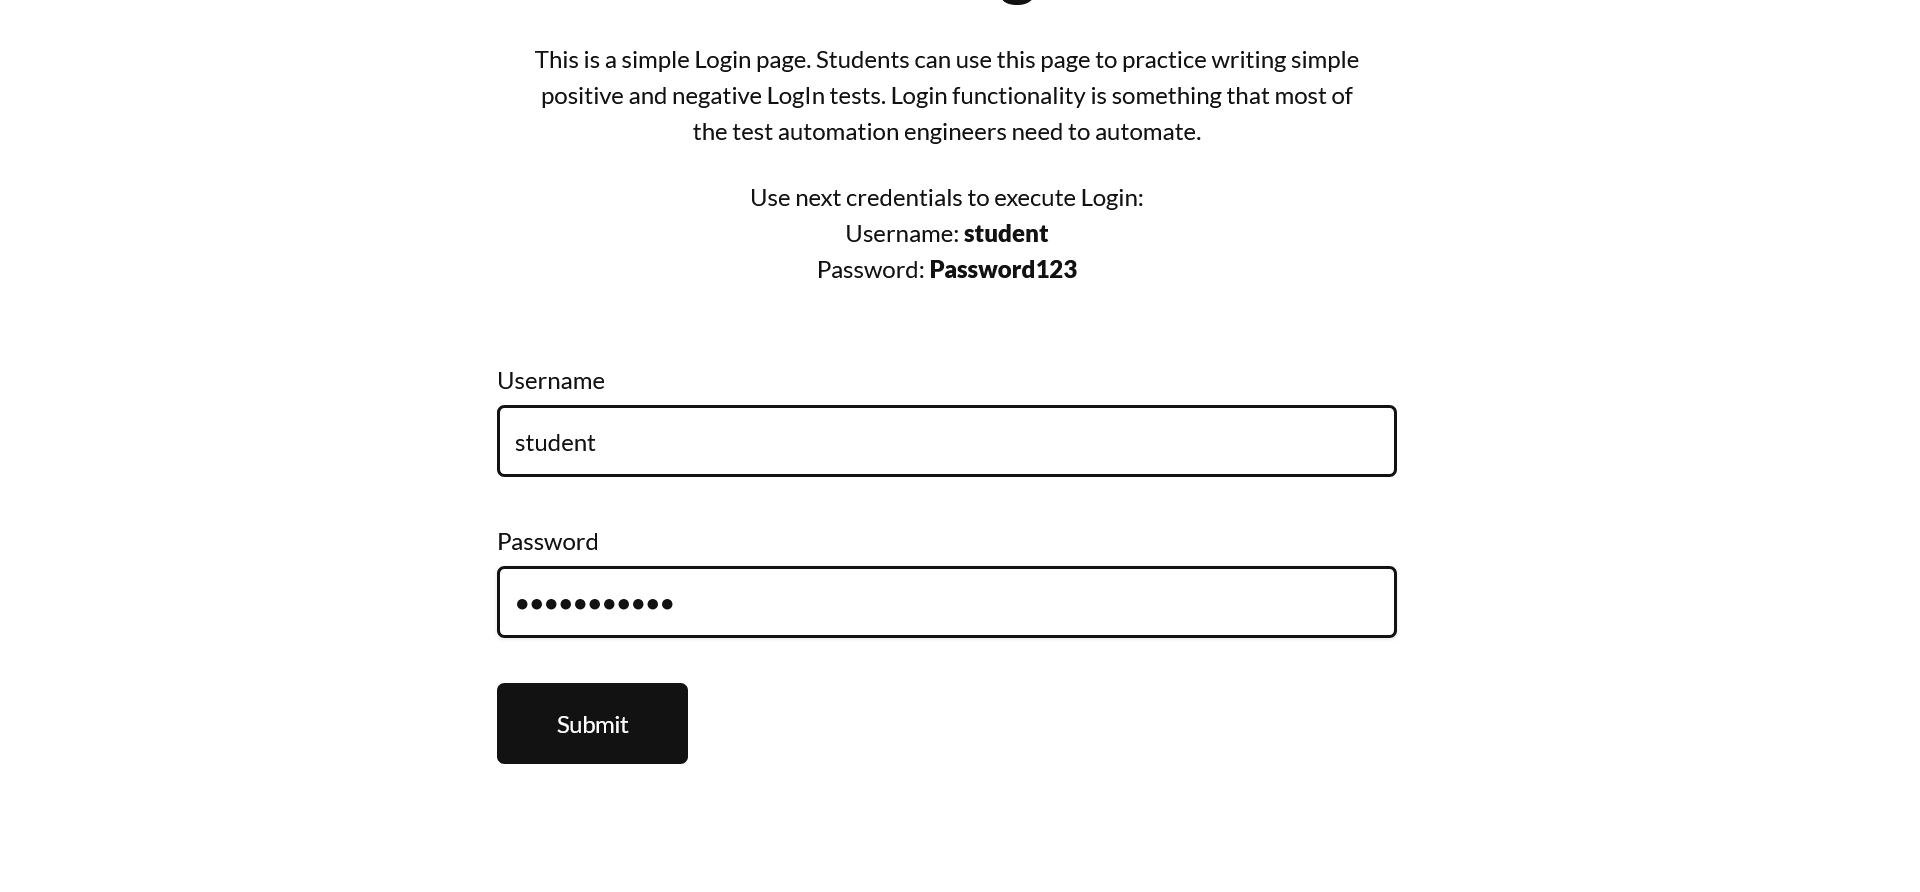 This is a simple Login page. Students can use this page to practice writing simple
positive and negative LogIn tests. Login functionality is something that most of
the test automation engineers need to automate.
Use next credentials to execute Login:
Username: student
Password: Password123
Username
student
Password
•••••••••••
Submit